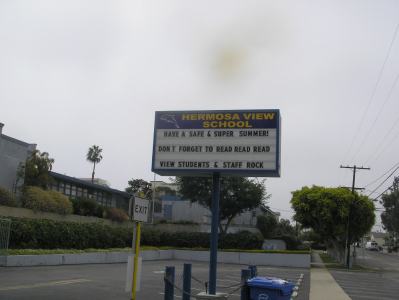 HERMOSA VIEW
SCHOOL
HAVE A SAFE & SUPER SUMMER!
DON'T FORGET TO READ READ READ
VIEW STUDENTS & STAFF ROCK
EXIT